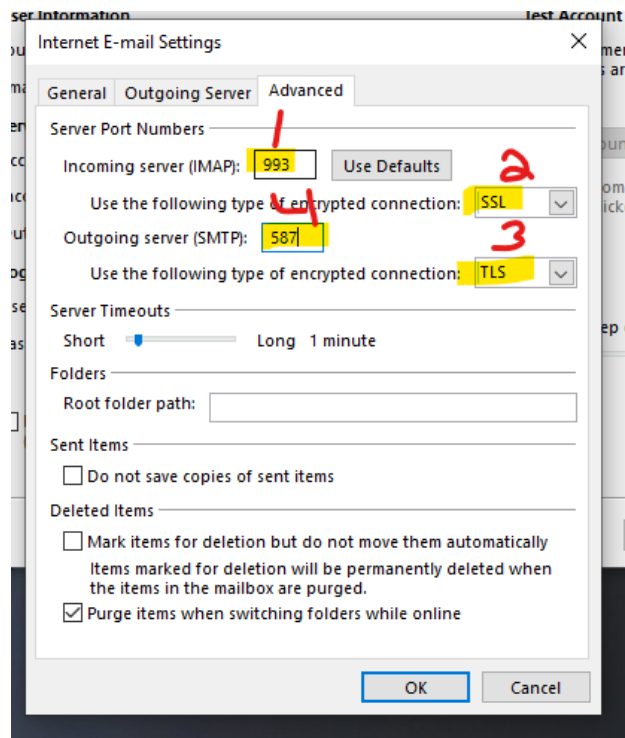 ser Information
Test Account
Internet E-mail Settings
General Outgoing Server Advanced
Server Port Numbers
1
Incoming server (IMAP): 993 Use Defaults
2
Use the following type of encrypted connection: SSL
4
Outgoing server (SMTP): 587
3
Use the following type of encrypted connection: TLS
Server Timeouts
Short Long 1 minute
Folders
Root folder path:
Sent Items
Do not save copies of sent items
Deleted Items
Mark items for deletion but do not move them automatically
Items marked for deletion will be permanently deleted when
the items in the mailbox are purged.
Purge items when switching folders while online
OK Cancel